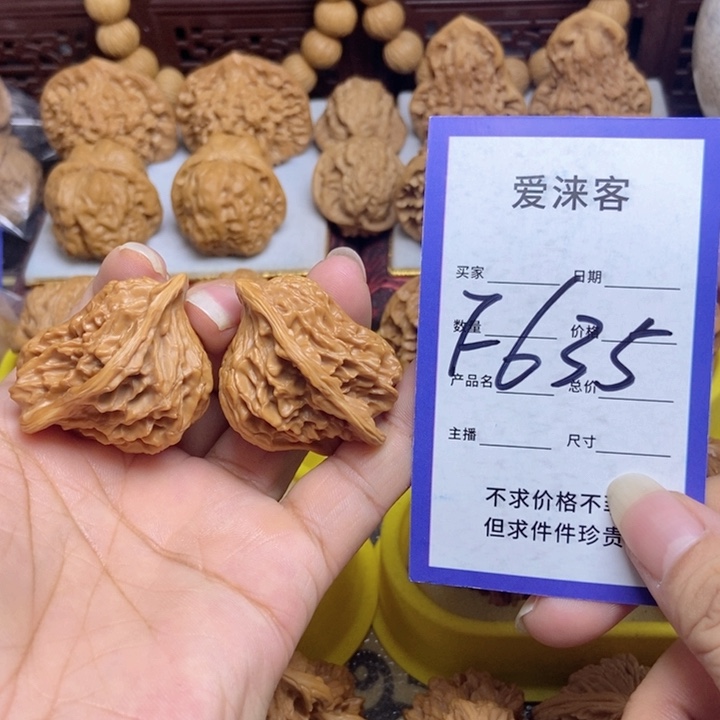 爱涞客
买家 日期
数量 价格
F635
产品名 总价
主播 尺寸
不求价格不
但求件件珍贵